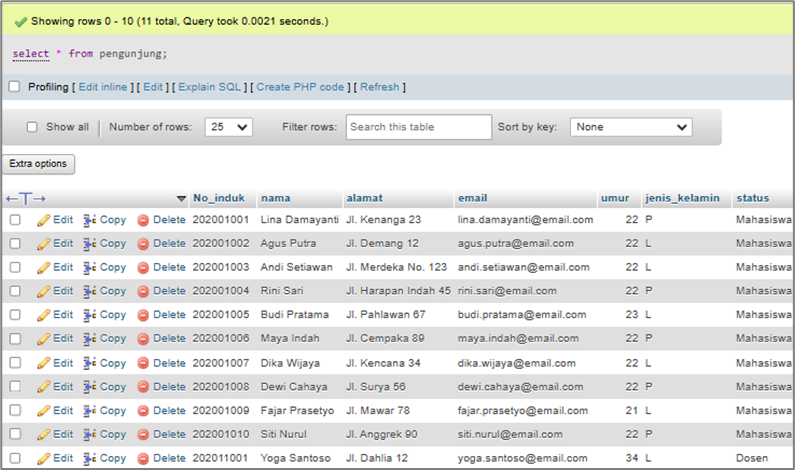 Showing rows 0 - 10 (11 total, Query took 0.0021 seconds.)
select * from pengunjung;
Profiling [ Edit inline ] [ Edit ] [ Explain SQL ] [ Create PHP code ] [ Refresh ]
Show all Number of rows: 25 Filter rows: Search this table Sort by key: None
Extra options
←T→ No_induk nama alamat email umur jenis_kelamin status
Edit Copy Delete 202001001 Lina Damayanti Jl. Kenanga 23 lina.damayanti@email.com 22 P Mahasiswa
Edit Copy Delete 202001002 Agus Putra Jl. Demang 12 agus.putra@email.com 22 L Mahasiswa
Edit Copy Delete 202001003 Andi Setiawan Jl. Merdeka No. 123 andi.setiawan@email.com 22 L Mahasiswa
Edit Copy Delete 202001004 Rini Sari Jl. Harapan Indah 45 rini.sari@email.com 22 P Mahasiswa
Edit Copy Delete 202001005 Budi Pratama Jl. Pahlawan 67 budi.pratama@email.com 23 L Mahasiswa
Edit Copy Delete 202001006 Maya Indah Jl. Cempaka 89 maya.indah@email.com 22 P Mahasiswa
Edit Copy Delete 202001007 Dika Wijaya Jl. Kencana 34 dika.wijaya@email.com 22 L Mahasiswa
Edit Copy Delete 202001008 Dewi Cahaya Jl. Surya 56 dewi.cahaya@email.com 22 P Mahasiswa
Edit Copy Delete 202001009 Fajar Prasetyo Jl. Mawar 78 fajar.prasetyo@email.com 21 L Mahasiswa
Edit Copy Delete 202001010 Siti Nurul Jl. Anggrek 90 siti.nurul@email.com 22 P Mahasiswa
Edit Copy Delete 202011001 Yoga Santoso Jl. Dahlia 12 yoga.santoso@email.com 34 L Dosen